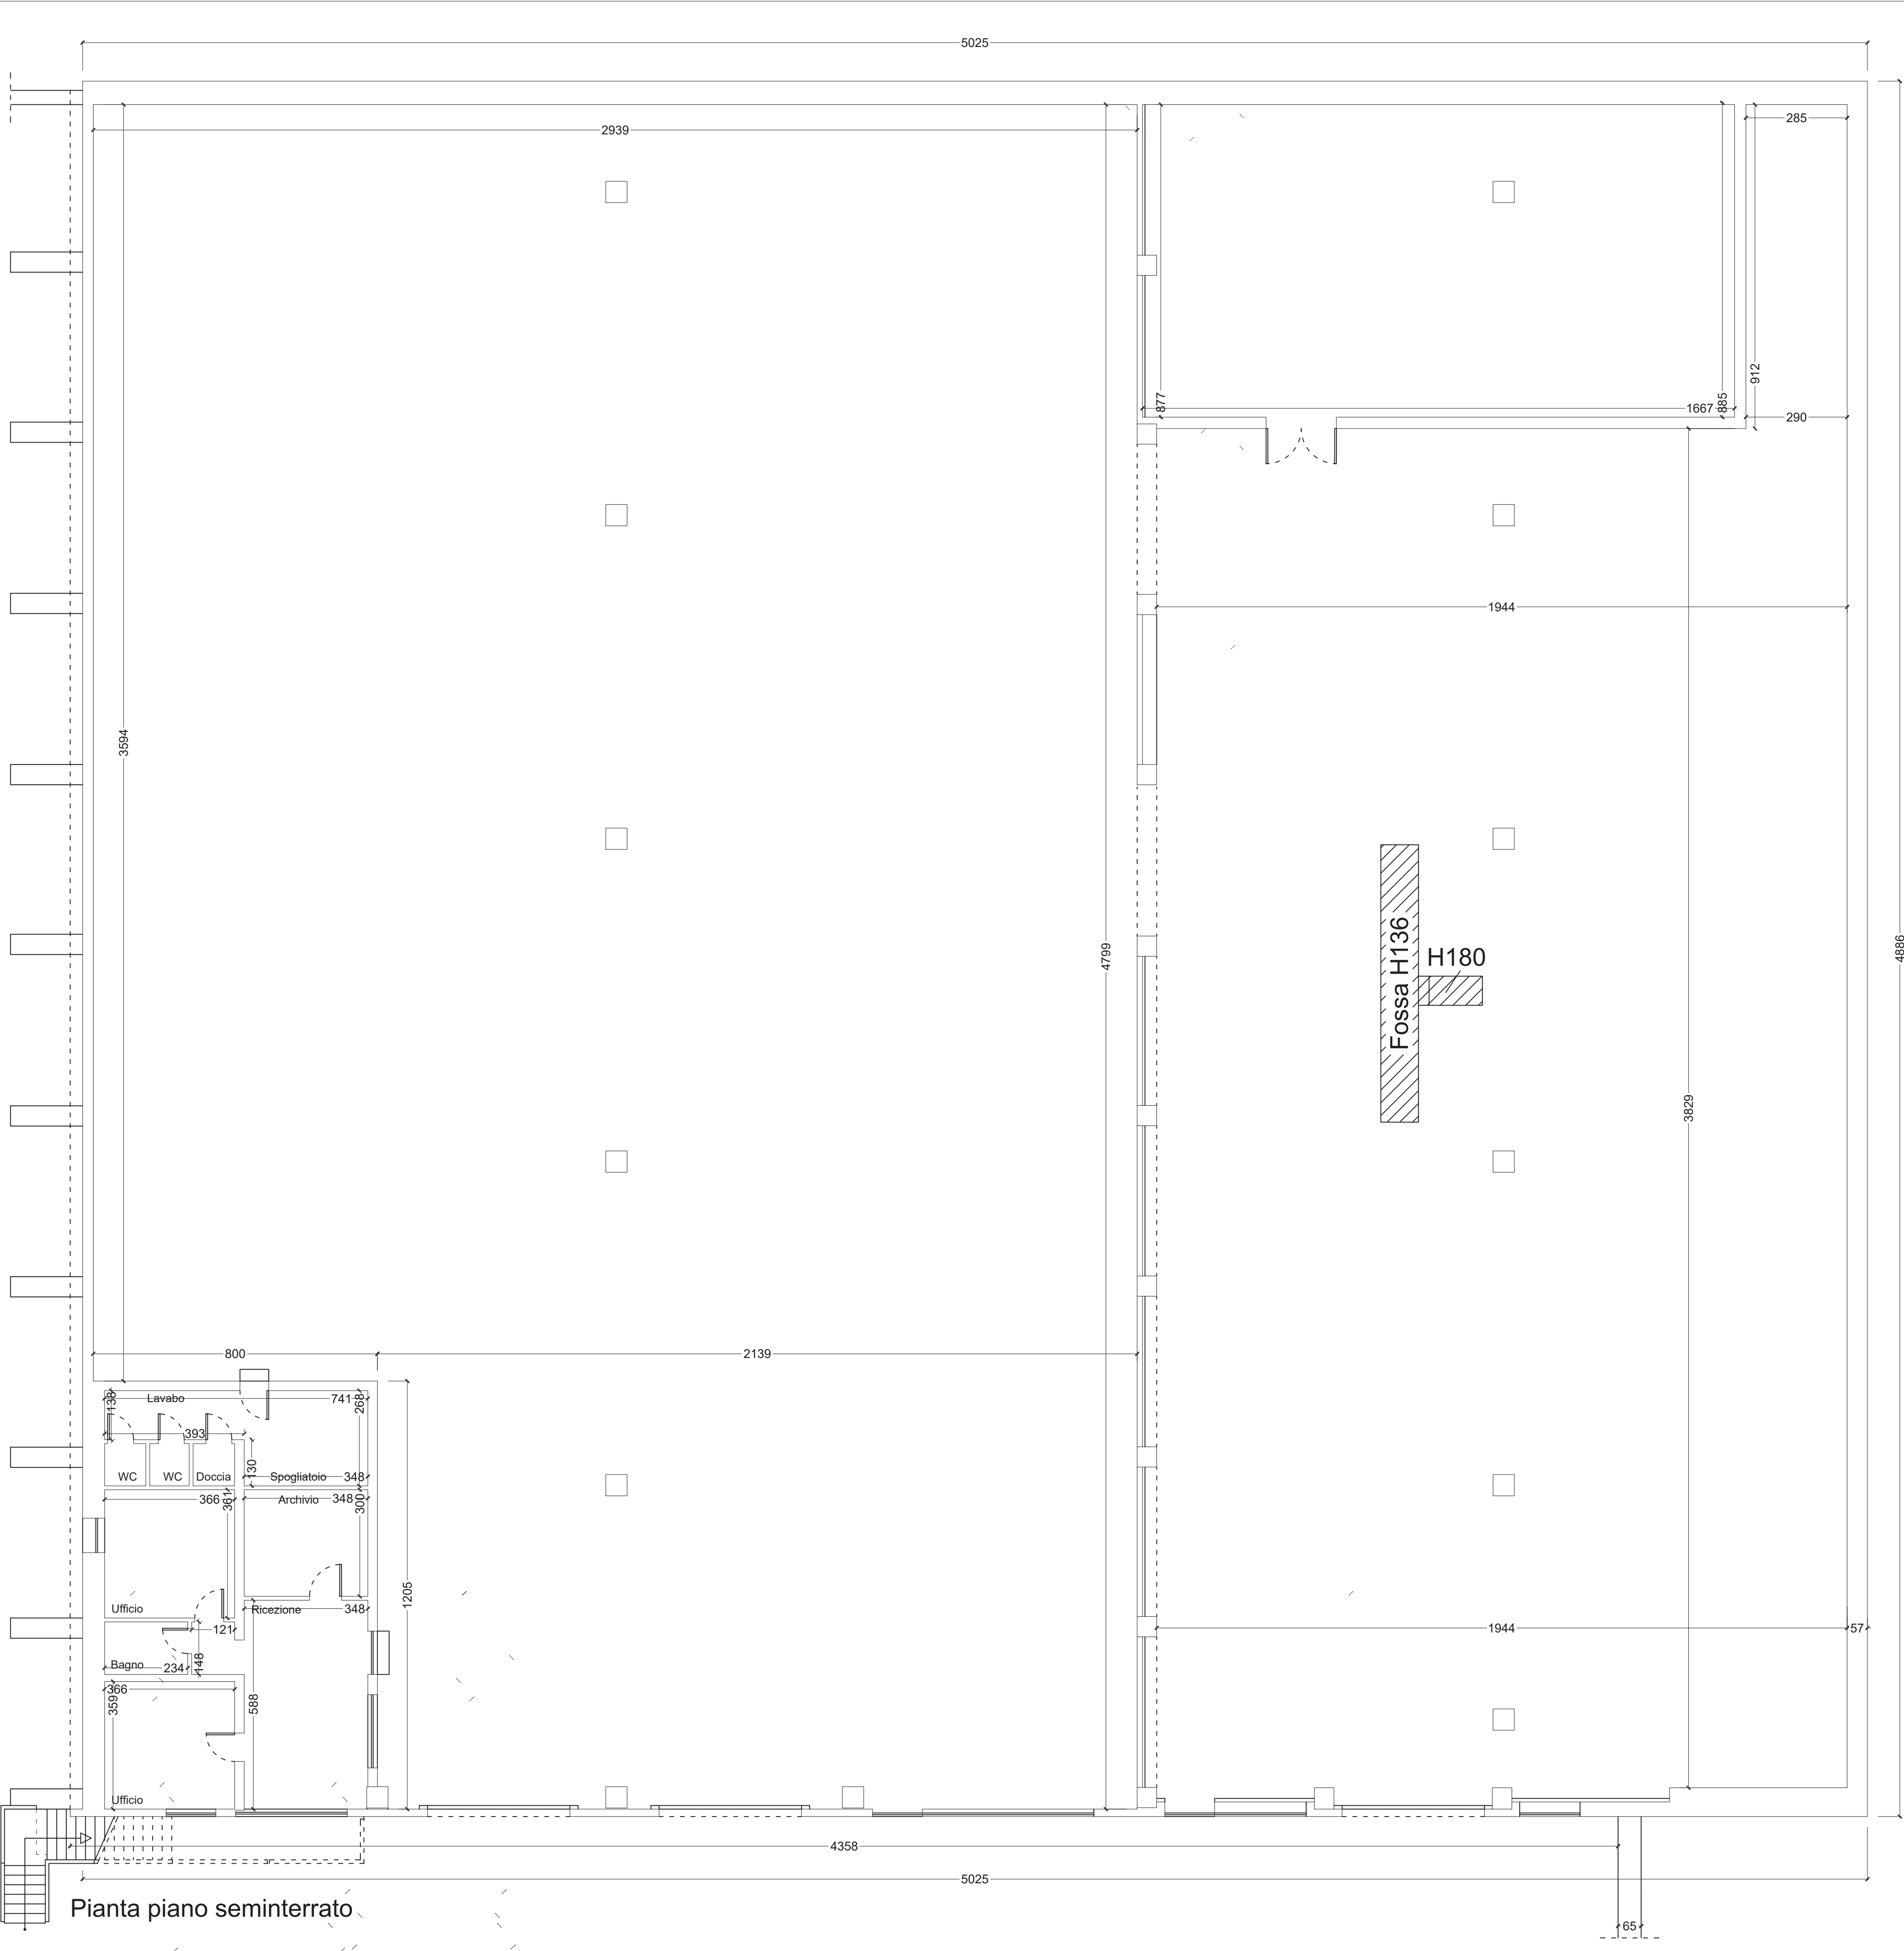 5025
2939
285
877
1667
885
912
290
1944
3594
4799
Fossa H136
H180
4886
3829
800
2139
138
Lavabo
741
268
393
WC
WC
Doccia
130
Spogliatoio
348
366
361
Archivio
348
300
1205
Ufficio
Ricezione
348
121
1944
57
Bagno
234
148
366
359
588
Ufficio
4358
5025
Pianta piano seminterrato
65